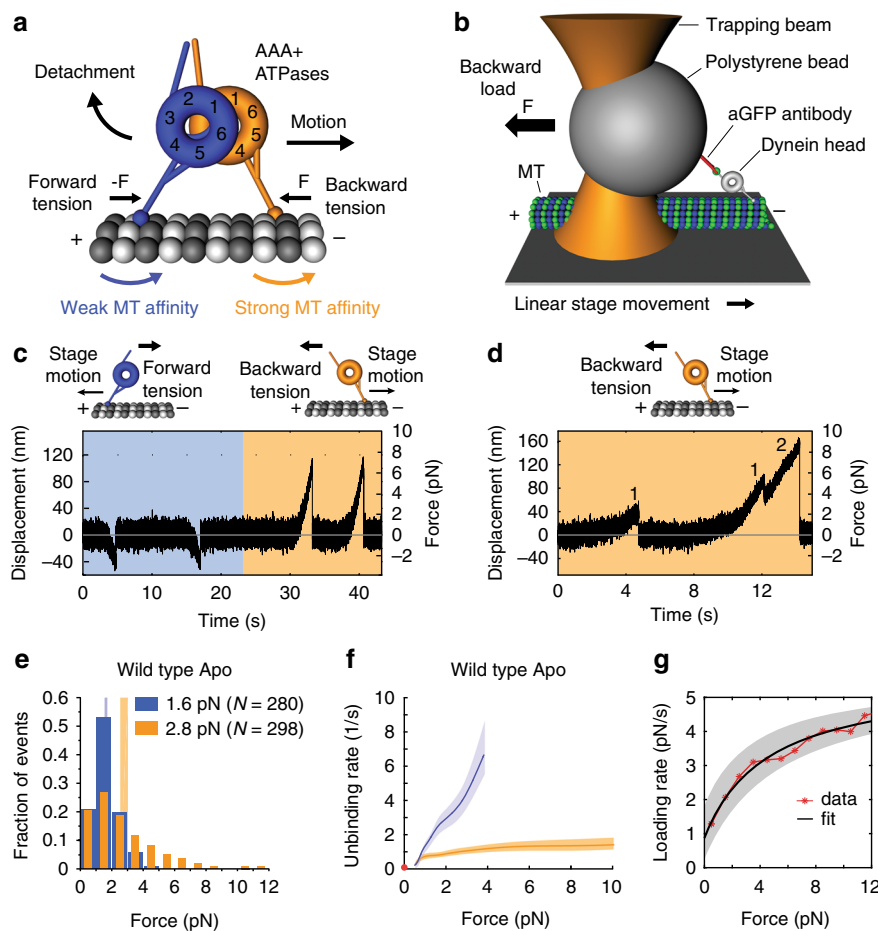 a
AAA+
ATPases
Detachment
2 1 1
3 6
6 5
4 5 4
Motion
Forward
tension
-F
F
Backward
tension
+
−
Weak MT affinity
Strong MT affinity
b
Trapping beam
Polystyrene bead
Backward
load
F
aGFP antibody
Dynein head
MT
+
−
Linear stage movement
c
Stage
motion
Forward
tension
Backward
tension
Stage
motion
+ − + −
Displacement (nm)
120
80
40
0
−40
10
8
6
4
2
0
−2
Force (pN)
0 10 20 30 40
Time (s)
d
Backward
tension
Stage
motion
+ −
Displacement (nm)
160
120
80
40
0
−40
1 1 2
10
8
6
4
2
0
−2
Force (pN)
0 4 8 12
Time (s)
e
Wild type Apo
Fraction of events
0.6
0.5
0.4
0.3
0.2
0.1
0
1.6 pN (N = 280)
2.8 pN (N = 298)
0 2 4 6 8 10 12
Force (pN)
f
Wild type Apo
Unbinding rate (1/s)
10
8
6
4
2
0
0 2 4 6 8 10
Force (pN)
g
Loading rate (pN/s)
5
4
3
2
1
0
data
fit
0 4 8 12
Force (pN)